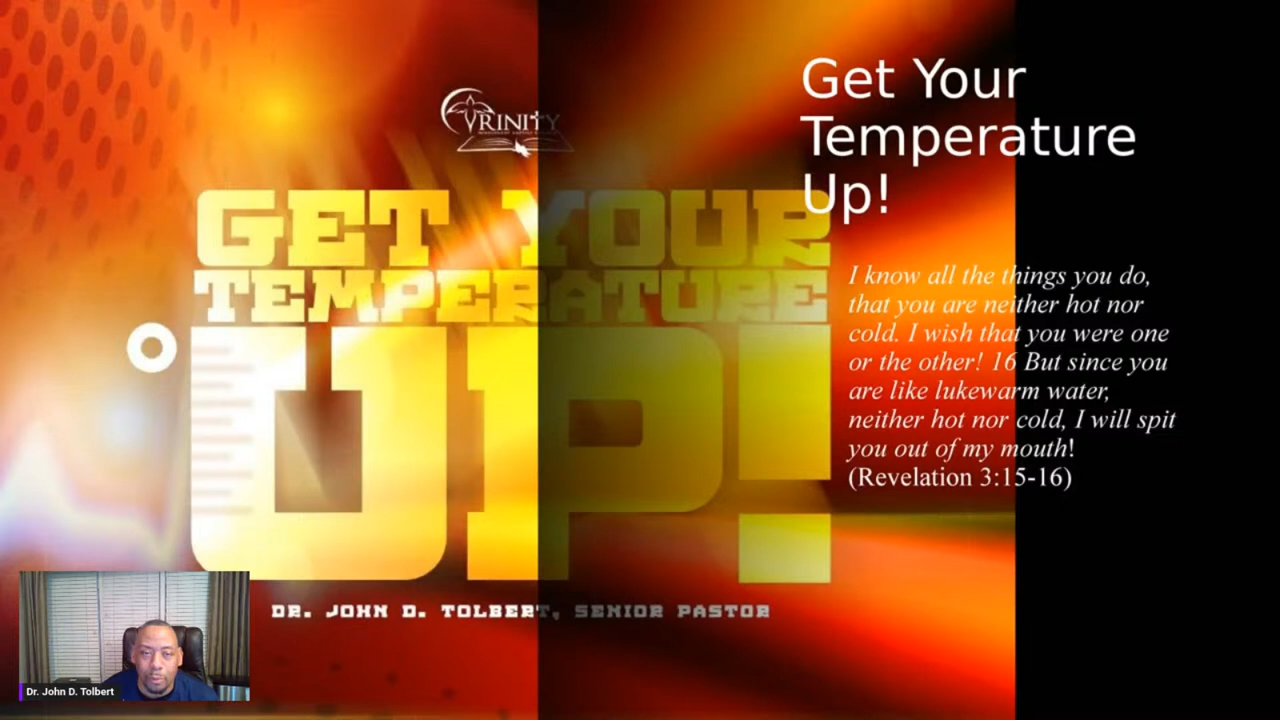 TRINITY
GET YOUR
TEMPERATURE
UP!
DR. JOHN D. TOLBERT, SENIOR PASTOR
Get Your
Temperature
Up!
I know all the things you do,
that you are neither hot nor
cold. I wish that you were one
or the other! 16 But since you
are like lukewarm water,
neither hot nor cold, I will spit
you out of my mouth!
(Revelation 3:15-16)
Dr. John D. Tolbert